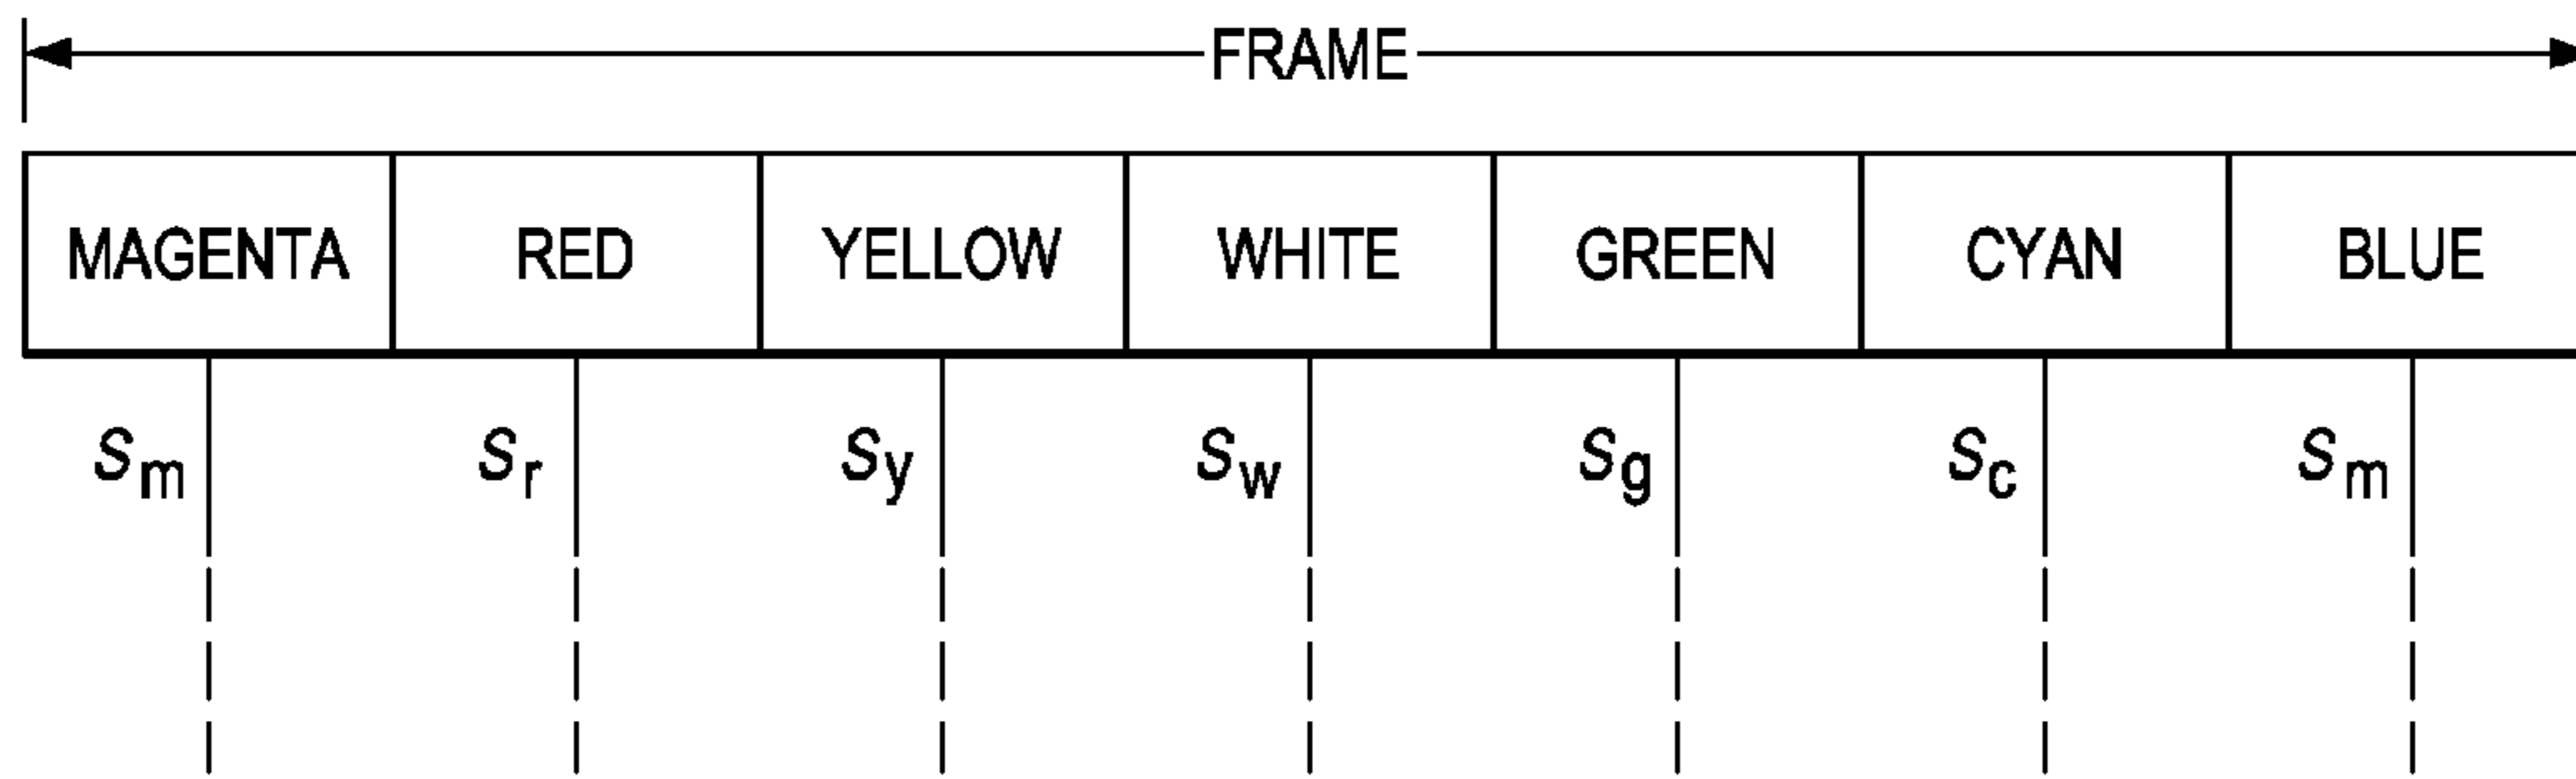 FRAME
MAGENTA RED YELLOW WHITE GREEN CYAN BLUE
Sm Sr Sy Sw Sg Sc Sm